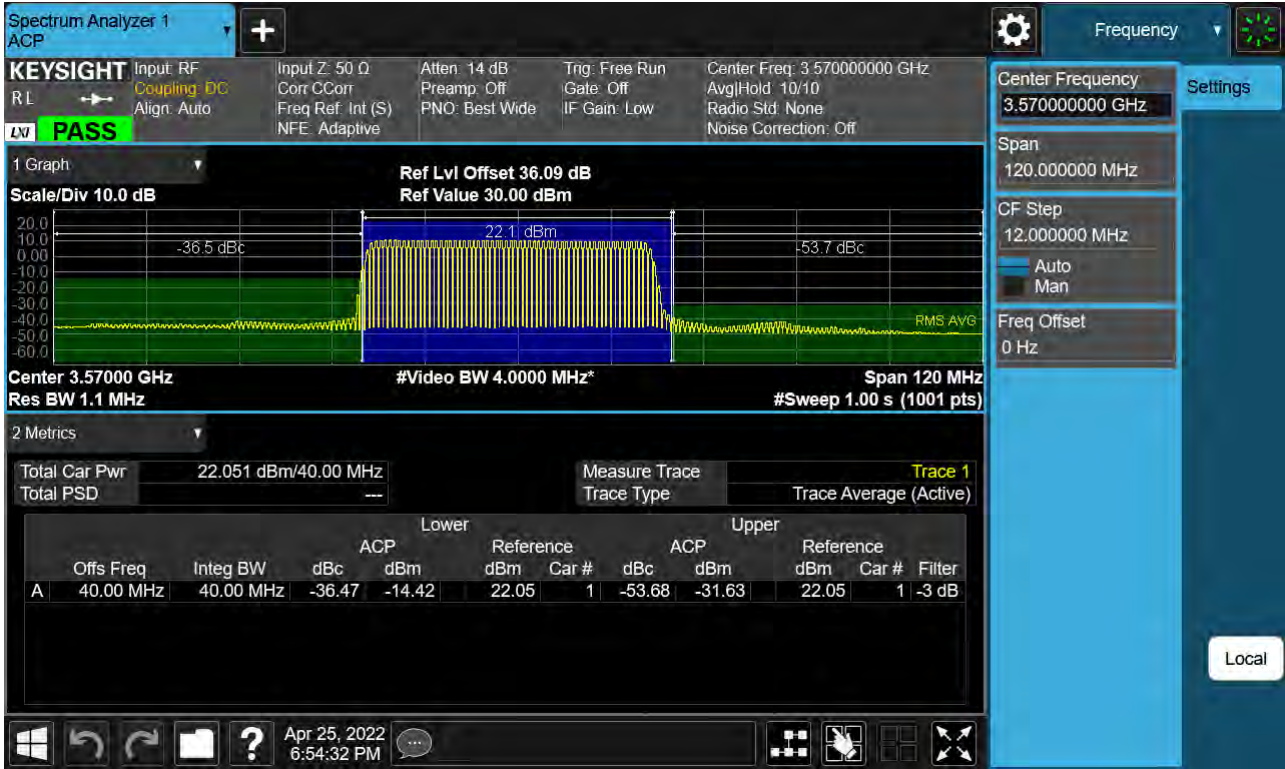 Spectrum Analyzer 1
ACP
Frequency
KEYSIGHT
RL
LXI
PASS
Input: RF
Coupling: DC
Align: Auto
Input Z: 50 Ω
Corr CCorr
Freq Ref: Int (S)
NFE: Adaptive
Atten: 14 dB
Preamp: Off
PNO: Best Wide
Trig: Free Run
Gate: Off
IF Gain: Low
Center Freq: 3.570000000 GHz
Avg|Hold: 10/10
Radio Std: None
Noise Correction: Off
Center Frequency
3.570000000 GHz
Settings
Span
120.000000 MHz
CF Step
12.000000 MHz
Auto
Man
Freq Offset
0 Hz
Local
1 Graph
Scale/Div 10.0 dB
Ref Lvl Offset 36.09 dB
Ref Value 30.00 dBm
20.0
10.0
0.00
-10.0
-20.0
-30.0
-40.0
-50.0
-60.0
-36.5 dBc
22.1 dBm
-53.7 dBc
RMS AVG
Center 3.57000 GHz
#Video BW 4.0000 MHz*
Span 120 MHz
Res BW 1.1 MHz
#Sweep 1.00 s (1001 pts)
2 Metrics
Total Car Pwr 22.051 dBm/40.00 MHz
Total PSD ---
Measure Trace Trace 1
Trace Type Trace Average (Active)
Lower Upper
ACP Reference ACP Reference
Offs Freq Integ BW dBc dBm dBm Car # dBc dBm dBm Car # Filter
A 40.00 MHz 40.00 MHz -36.47 -14.42 22.05 1 -53.68 -31.63 22.05 1 -3 dB
?
Apr 25, 2022
6:54:32 PM